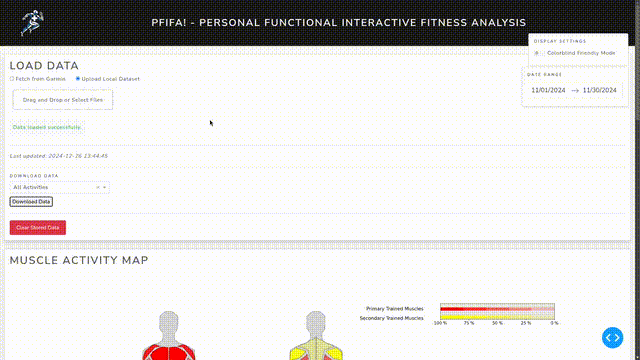 PFIFA! - PERSONAL FUNCTIONAL INTERACTIVE FITNESS ANALYSIS
DISPLAY SETTINGS
Colorblind Friendly Mode
LOAD DATA
Fetch from Garmin
Upload Local Dataset
DATE RANGE
11/01/2024 → 11/30/2024
Drag and Drop or Select Files
Data loaded successfully.
Last updated: 2024-12-16 13:44:45
DOWNLOAD DATA
All Activities
Download Data
Clear Stored Data
MUSCLE ACTIVITY MAP
Primary Trained Muscles
Secondary Trained Muscles
100 % 75 % 50 % 25 % 0 %